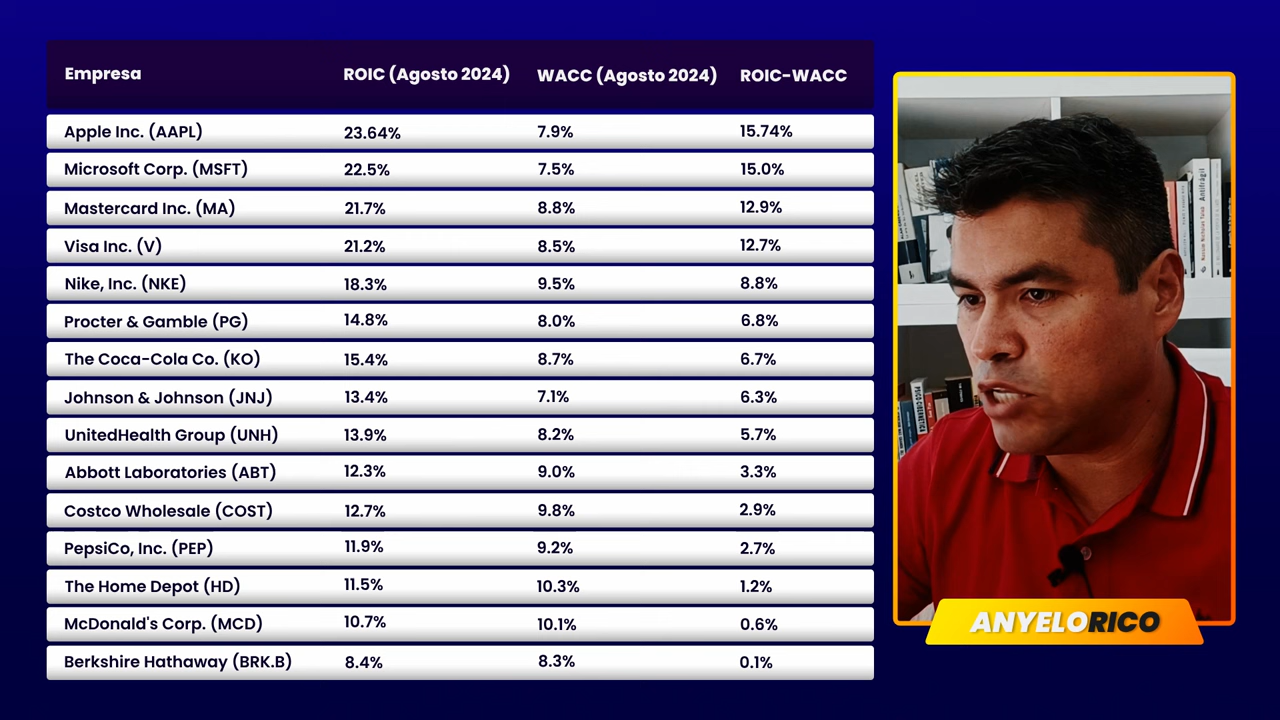 Empresa ROIC (Agosto 2024) WACC (Agosto 2024) ROIC-WACC
Apple Inc. (AAPL) 23.64% 7.9% 15.74%
Microsoft Corp. (MSFT) 22.5% 7.5% 15.0%
Mastercard Inc. (MA) 21.7% 8.8% 12.9%
Visa Inc. (V) 21.2% 8.5% 12.7%
Nike, Inc. (NKE) 18.3% 9.5% 8.8%
Procter & Gamble (PG) 14.8% 8.0% 6.8%
The Coca-Cola Co. (KO) 15.4% 8.7% 6.7%
Johnson & Johnson (JNJ) 13.4% 7.1% 6.3%
UnitedHealth Group (UNH) 13.9% 8.2% 5.7%
Abbott Laboratories (ABT) 12.3% 9.0% 3.3%
Costco Wholesale (COST) 12.7% 9.8% 2.9%
PepsiCo, Inc. (PEP) 11.9% 9.2% 2.7%
The Home Depot (HD) 11.5% 10.3% 1.2%
McDonald's Corp. (MCD) 10.7% 10.1% 0.6%
Berkshire Hathaway (BRK.B) 8.4% 8.3% 0.1%
Antifrágil
ANYELORICO